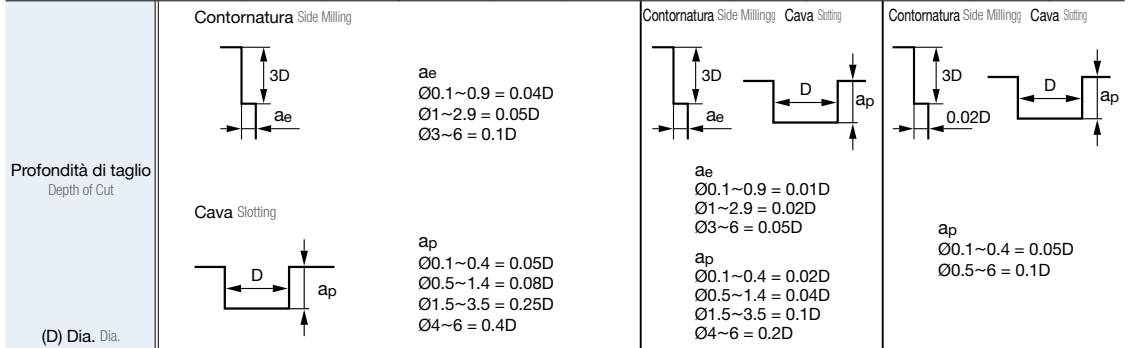 Profondità di taglio
Depth of Cut
(D) Dia. Dia.
Contornatura Side Milling
3D
ae
ae
Ø0.1~0.9 = 0.04D
Ø1~2.9 = 0.05D
Ø3~6 = 0.1D
Cava Slotting
D
ap
ap
Ø0.1~0.4 = 0.05D
Ø0.5~1.4 = 0.08D
Ø1.5~3.5 = 0.25D
Ø4~6 = 0.4D
Contornatura Side Millingg Cava Slotting
3D
ae
D
ap
ae
Ø0.1~0.9 = 0.01D
Ø1~2.9 = 0.02D
Ø3~6 = 0.05D
ap
Ø0.1~0.4 = 0.02D
Ø0.5~1.4 = 0.04D
Ø1.5~3.5 = 0.1D
Ø4~6 = 0.2D
Contornatura Side Millingg Cava Slotting
3D
0.02D
D
ap
ap
Ø0.1~0.4 = 0.05D
Ø0.5~6 = 0.1D